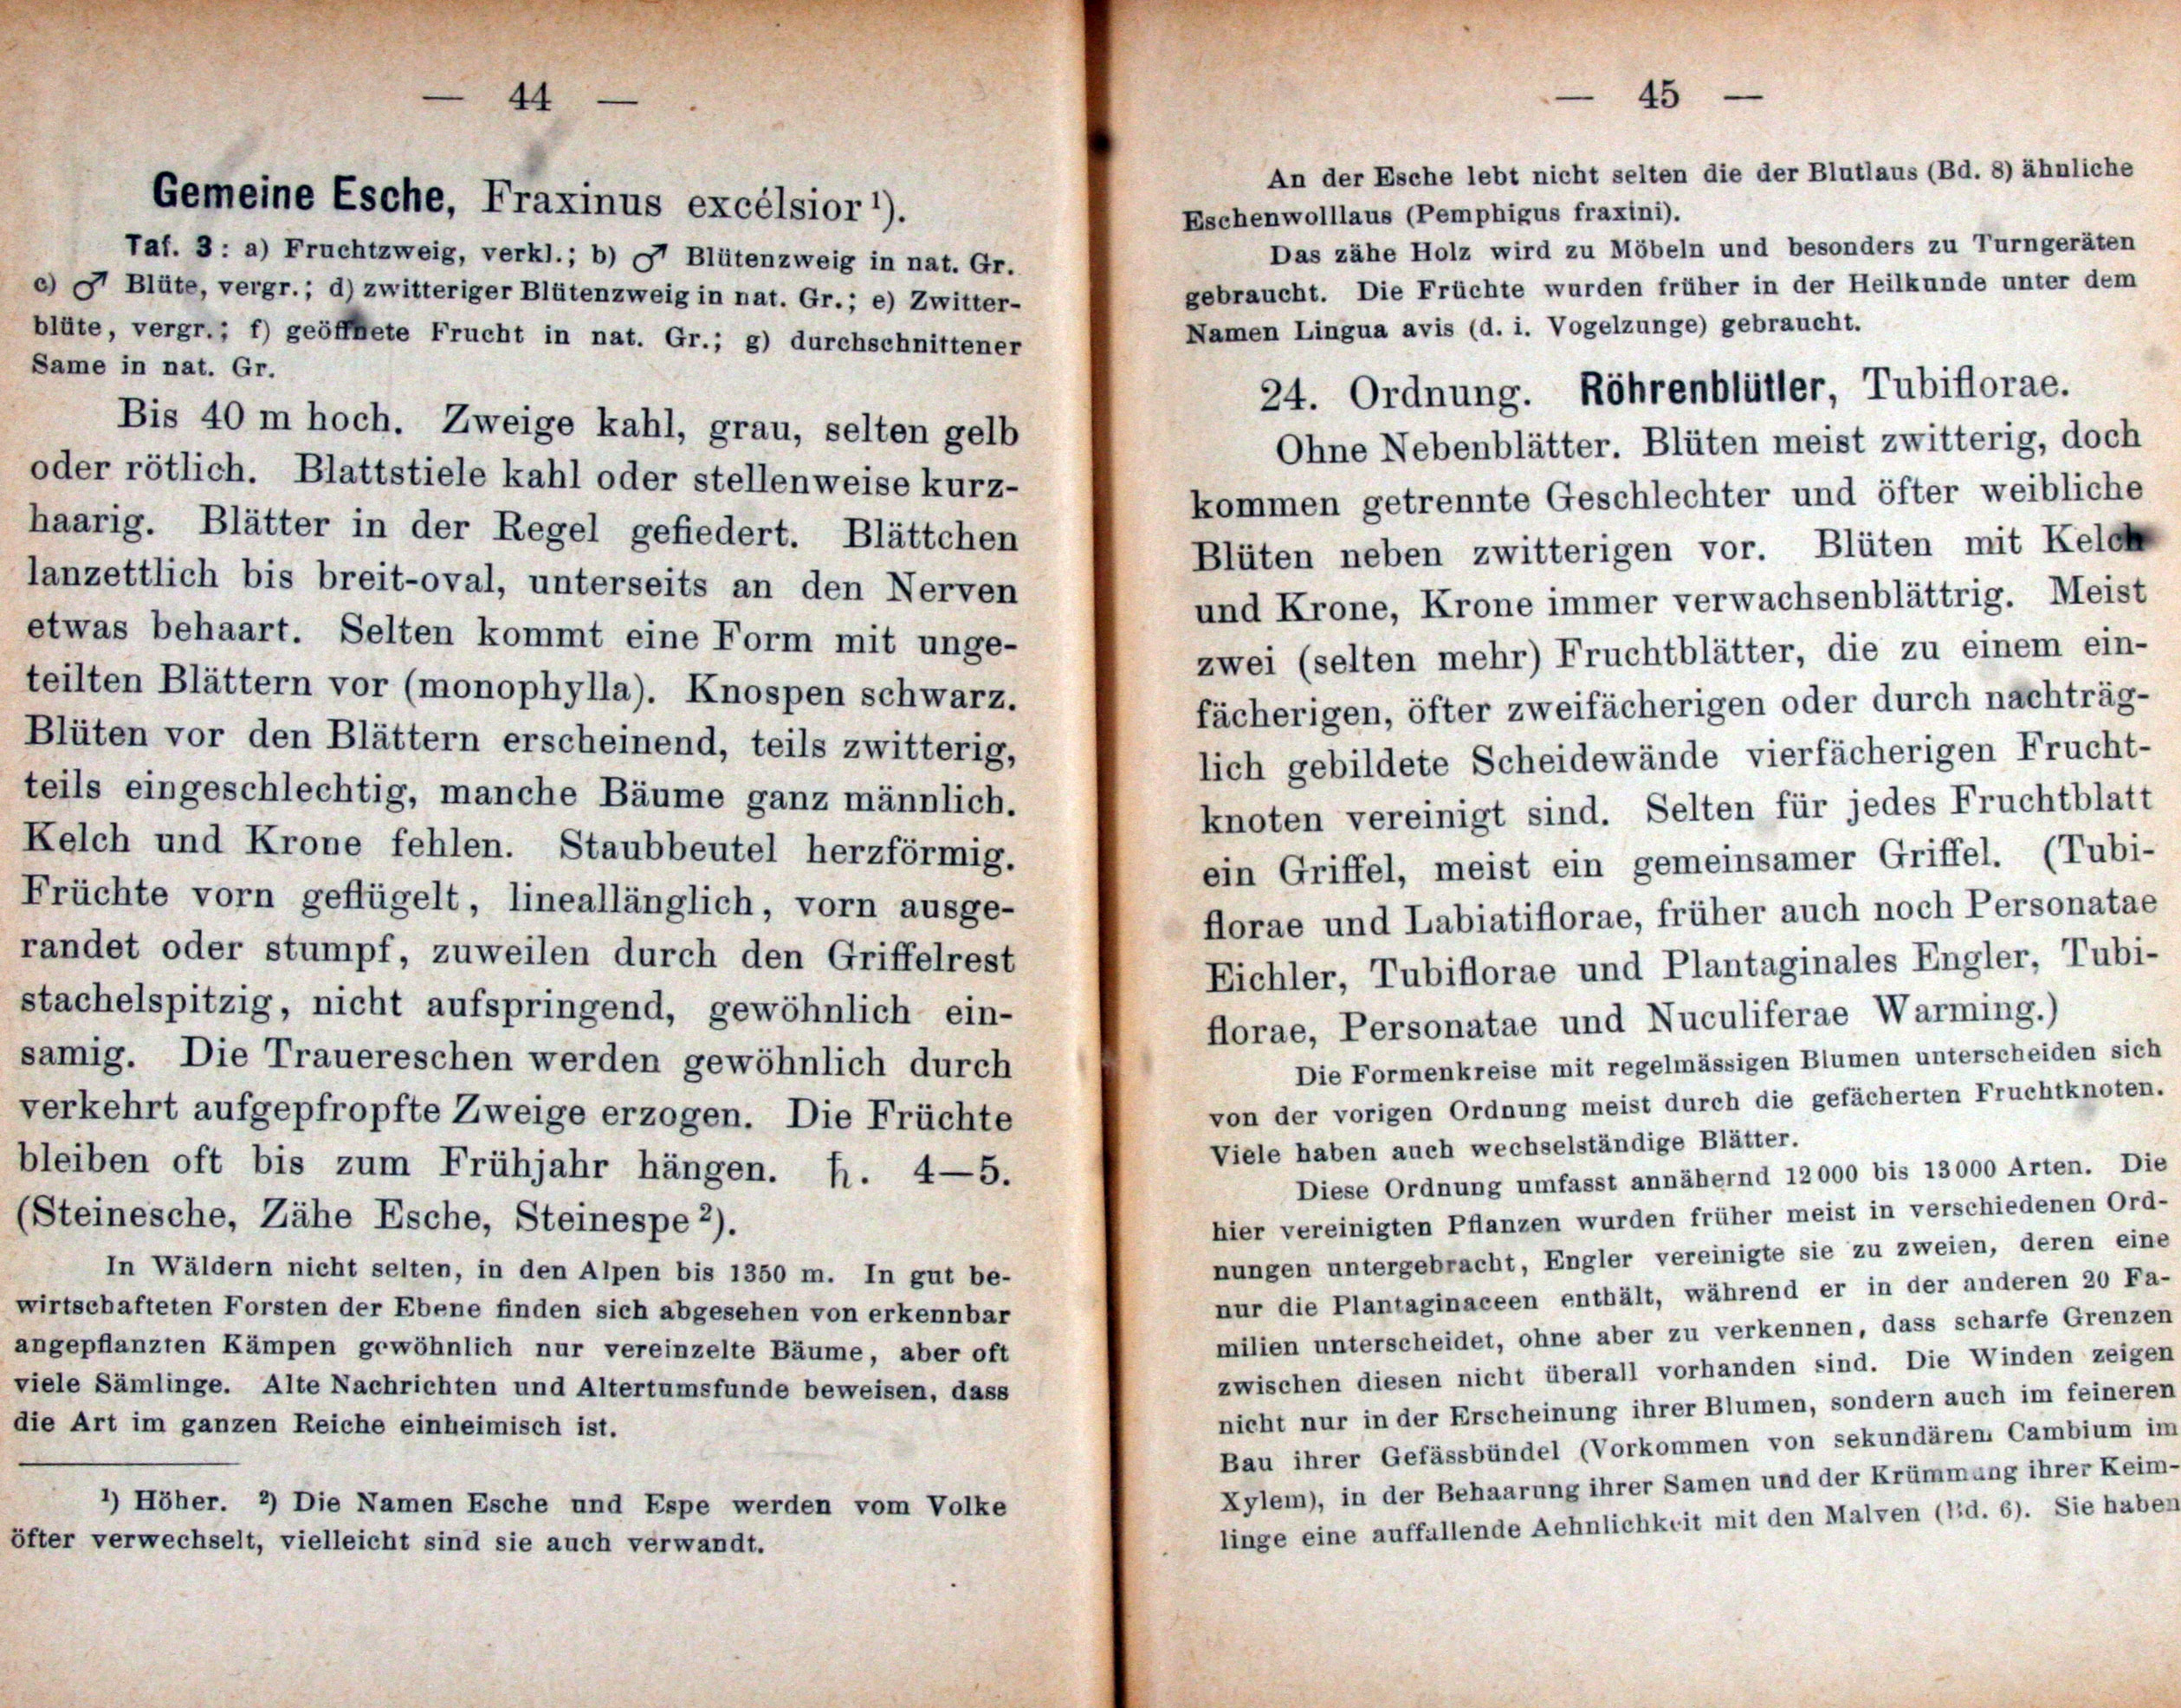 — 44 —
Gemeine Esche, Fraxinus excélsior ¹).
Taf. 3: a) Fruchtzweig, verkl.; b) ♂ Blütenzweig in nat. Gr.
c) ♂ Blüte, vergr.; d) zwitteriger Blütenzweig in nat. Gr.; e) Zwitter-
blüte, vergr.; f) geöffnete Frucht in nat. Gr.; g) durchschnittener
Same in nat. Gr.
Bis 40 m hoch. Zweige kahl, grau, selten gelb
oder rötlich. Blattstiele kahl oder stellenweise kurz-
haarig. Blätter in der Regel gefiedert. Blättchen
lanzettlich bis breit-oval, unterseits an den Nerven
etwas behaart. Selten kommt eine Form mit unge-
teilten Blättern vor (monophylla). Knospen schwarz.
Blüten vor den Blättern erscheinend, teils zwitterig,
teils eingeschlechtig, manche Bäume ganz männlich.
Kelch und Krone fehlen. Staubbeutel herzförmig.
Früchte vorn geflügelt, lineallänglich, vorn ausge-
randet oder stumpf, zuweilen durch den Griffelrest
stachelspitzig, nicht aufspringend, gewöhnlich ein-
samig. Die Trauereschen werden gewöhnlich durch
verkehrt aufgepfropfte Zweige erzogen. Die Früchte
bleiben oft bis zum Frühjahr hängen. ♄. 4—5.
(Steinesche, Zähe Esche, Steinespe ²).
In Wäldern nicht selten, in den Alpen bis 1350 m. In gut be-
wirtschafteten Forsten der Ebene finden sich abgesehen von erkennbar
angepflanzten Kämpen gewöhnlich nur vereinzelte Bäume, aber oft
viele Sämlinge. Alte Nachrichten und Altertumsfunde beweisen, dass
die Art im ganzen Reiche einheimisch ist.
¹) Höher. ²) Die Namen Esche und Espe werden vom Volke
öfter verwechselt, vielleicht sind sie auch verwandt.
— 45 —
An der Esche lebt nicht selten die der Blutlaus (Bd. 8) ähnliche
Eschenwolllaus (Pemphigus fraxini).
Das zähe Holz wird zu Möbeln und besonders zu Turngeräten
gebraucht. Die Früchte wurden früher in der Heilkunde unter dem
Namen Lingua avis (d. i. Vogelzunge) gebraucht.
24. Ordnung. Röhrenblütler, Tubiflorae.
Ohne Nebenblätter. Blüten meist zwitterig, doch
kommen getrennte Geschlechter und öfter weibliche
Blüten neben zwitterigen vor. Blüten mit Kelch
und Krone, Krone immer verwachsenblättrig. Meist
zwei (selten mehr) Fruchtblätter, die zu einem ein-
fächerigen, öfter zweifächerigen oder durch nachträg-
lich gebildete Scheidewände vierfächerigen Frucht-
knoten vereinigt sind. Selten für jedes Fruchtblatt
ein Griffel, meist ein gemeinsamer Griffel. (Tubi-
florae und Labiatiflorae, früher auch noch Personatae
Eichler, Tubiflorae und Plantaginales Engler, Tubi-
florae, Personatae und Nuculiferae Warming.)
Die Formenkreise mit regelmässigen Blumen unterscheiden sich
von der vorigen Ordnung meist durch die gefächerten Fruchtknoten.
Viele haben auch wechselständige Blätter.
Diese Ordnung umfasst annähernd 12 000 bis 13 000 Arten. Die
hier vereinigten Pflanzen wurden früher meist in verschiedenen Ord-
nungen untergebracht, Engler vereinigte sie zu zweien, deren eine
nur die Plantaginaceen enthält, während er in der anderen 20 Fa-
milien unterscheidet, ohne aber zu verkennen, dass scharfe Grenzen
zwischen diesen nicht überall vorhanden sind. Die Winden zeigen
nicht nur in der Erscheinung ihrer Blumen, sondern auch im feineren
Bau ihrer Gefässbündel (Vorkommen von sekundärem Cambium im
Xylem), in der Behaarung ihrer Samen und der Krümmung ihrer Keim-
linge eine auffallende Aehnlichkeit mit den Malven (Bd. 6). Sie haben